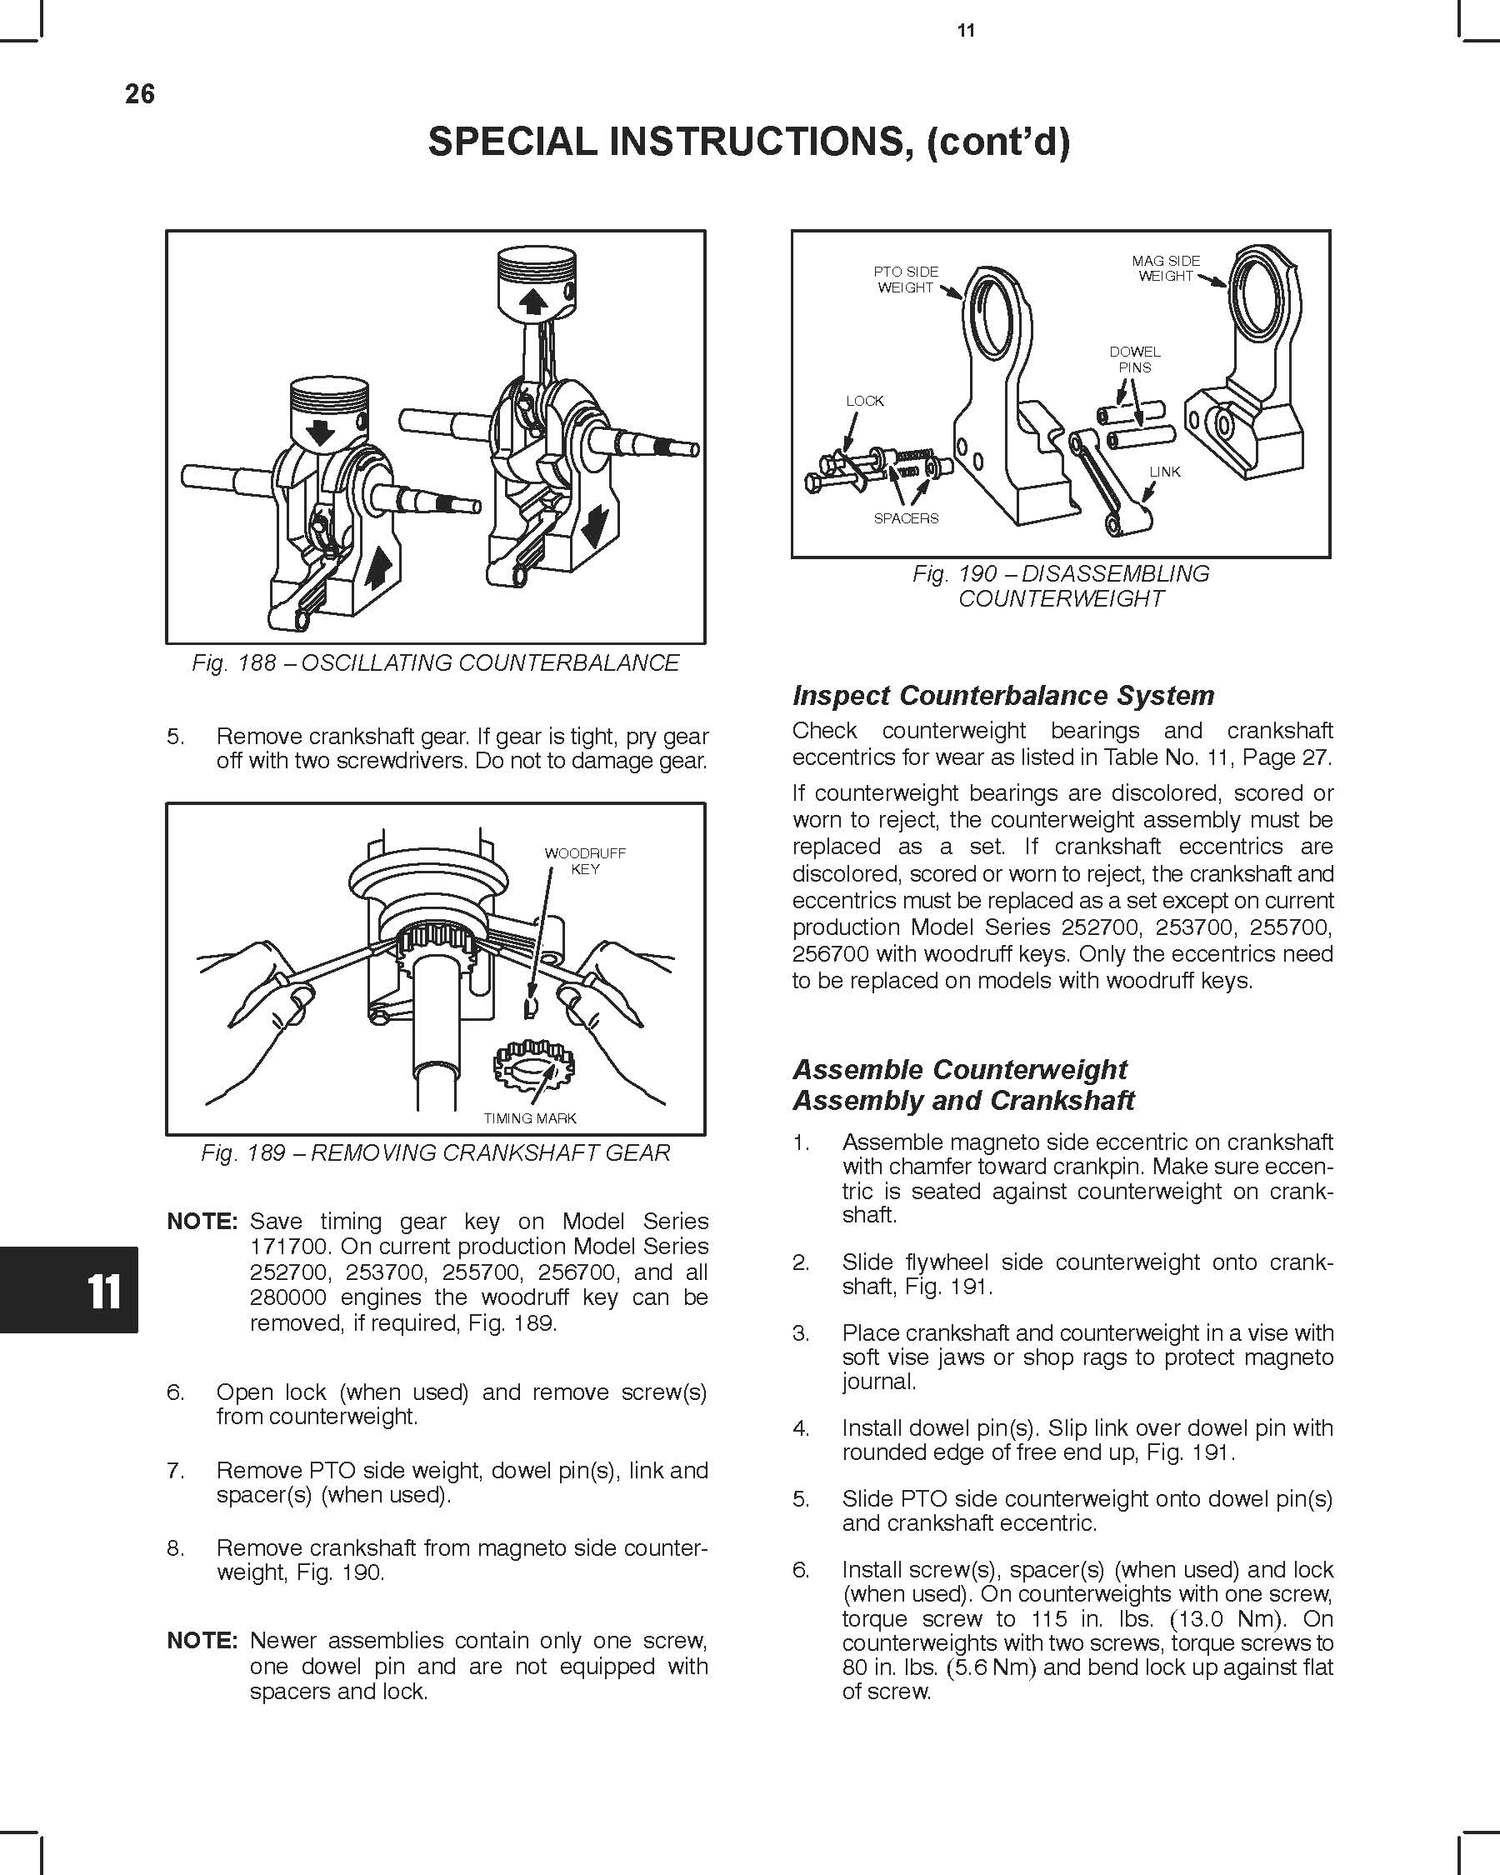 11
26
SPECIAL INSTRUCTIONS, (cont’d)
Fig. 188 – OSCILLATING COUNTERBALANCE
5. Remove crankshaft gear. If gear is tight, pry gear
off with two screwdrivers. Do not to damage gear.
WOODRUFF
KEY
TIMING MARK
Fig. 189 – REMOVING CRANKSHAFT GEAR
NOTE: Save timing gear key on Model Series
171700. On current production Model Series
252700, 253700, 255700, 256700, and all
280000 engines the woodruff key can be
removed, if required, Fig. 189.
11
6. Open lock (when used) and remove screw(s)
from counterweight.
7. Remove PTO side weight, dowel pin(s), link and
spacer(s) (when used).
8. Remove crankshaft from magneto side counter-
weight, Fig. 190.
NOTE: Newer assemblies contain only one screw,
one dowel pin and are not equipped with
spacers and lock.
PTO SIDE
WEIGHT
MAG SIDE
WEIGHT
DOWEL
PINS
LOCK
LINK
SPACERS
Fig. 190 – DISASSEMBLING
COUNTERWEIGHT
Inspect Counterbalance System
Check counterweight bearings and crankshaft
eccentrics for wear as listed in Table No. 11, Page 27.
If counterweight bearings are discolored, scored or
worn to reject, the counterweight assembly must be
replaced as a set. If crankshaft eccentrics are
discolored, scored or worn to reject, the crankshaft and
eccentrics must be replaced as a set except on current
production Model Series 252700, 253700, 255700,
256700 with woodruff keys. Only the eccentrics need
to be replaced on models with woodruff keys.
Assemble Counterweight
Assembly and Crankshaft
1. Assemble magneto side eccentric on crankshaft
with chamfer toward crankpin. Make sure eccen-
tric is seated against counterweight on crank-
shaft.
2. Slide flywheel side counterweight onto crank-
shaft, Fig. 191.
3. Place crankshaft and counterweight in a vise with
soft vise jaws or shop rags to protect magneto
journal.
4. Install dowel pin(s). Slip link over dowel pin with
rounded edge of free end up, Fig. 191.
5. Slide PTO side counterweight onto dowel pin(s)
and crankshaft eccentric.
6. Install screw(s), spacer(s) (when used) and lock
(when used). On counterweights with one screw,
torque screw to 115 in. lbs. (13.0 Nm). On
counterweights with two screws, torque screws to
80 in. lbs. (5.6 Nm) and bend lock up against flat
of screw.